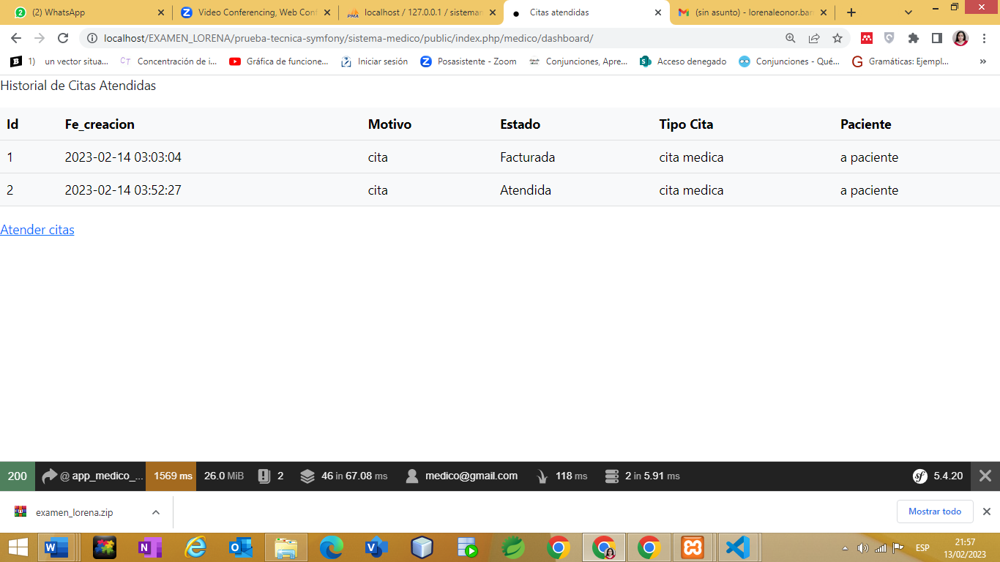 (2) WhatsApp
Video Conferencing, Web Conf
localhost / 127.0.0.1 / sistemam
Citas atendidas
(sin asunto) - lorenaleonor.ban
localhost/EXAMEN_LORENA/prueba-tecnica-symfony/sistema-medico/public/index.php/medico/dashboard/
1) un vector situa...
CT Concentración de i...
Gráfica de funcione...
Iniciar sesión
Posasistente - Zoom
Conjunciones, Apre...
Acceso denegado
Conjunciones - Qué...
Gramáticas: Ejempl...
»
Historial de Citas Atendidas
Id Fe_creacion Motivo Estado Tipo Cita Paciente
1 2023-02-14 03:03:04 cita Facturada cita medica a paciente
2 2023-02-14 03:52:27 cita Atendida cita medica a paciente
Atender citas
200 @ app_medico_... 1569 ms 26.0 MiB 2 46 in 67.08 ms medico@gmail.com 118 ms 2 in 5.91 ms sf 5.4.20
examen_lorena.zip
Mostrar todo
ESP
21:57
13/02/2023